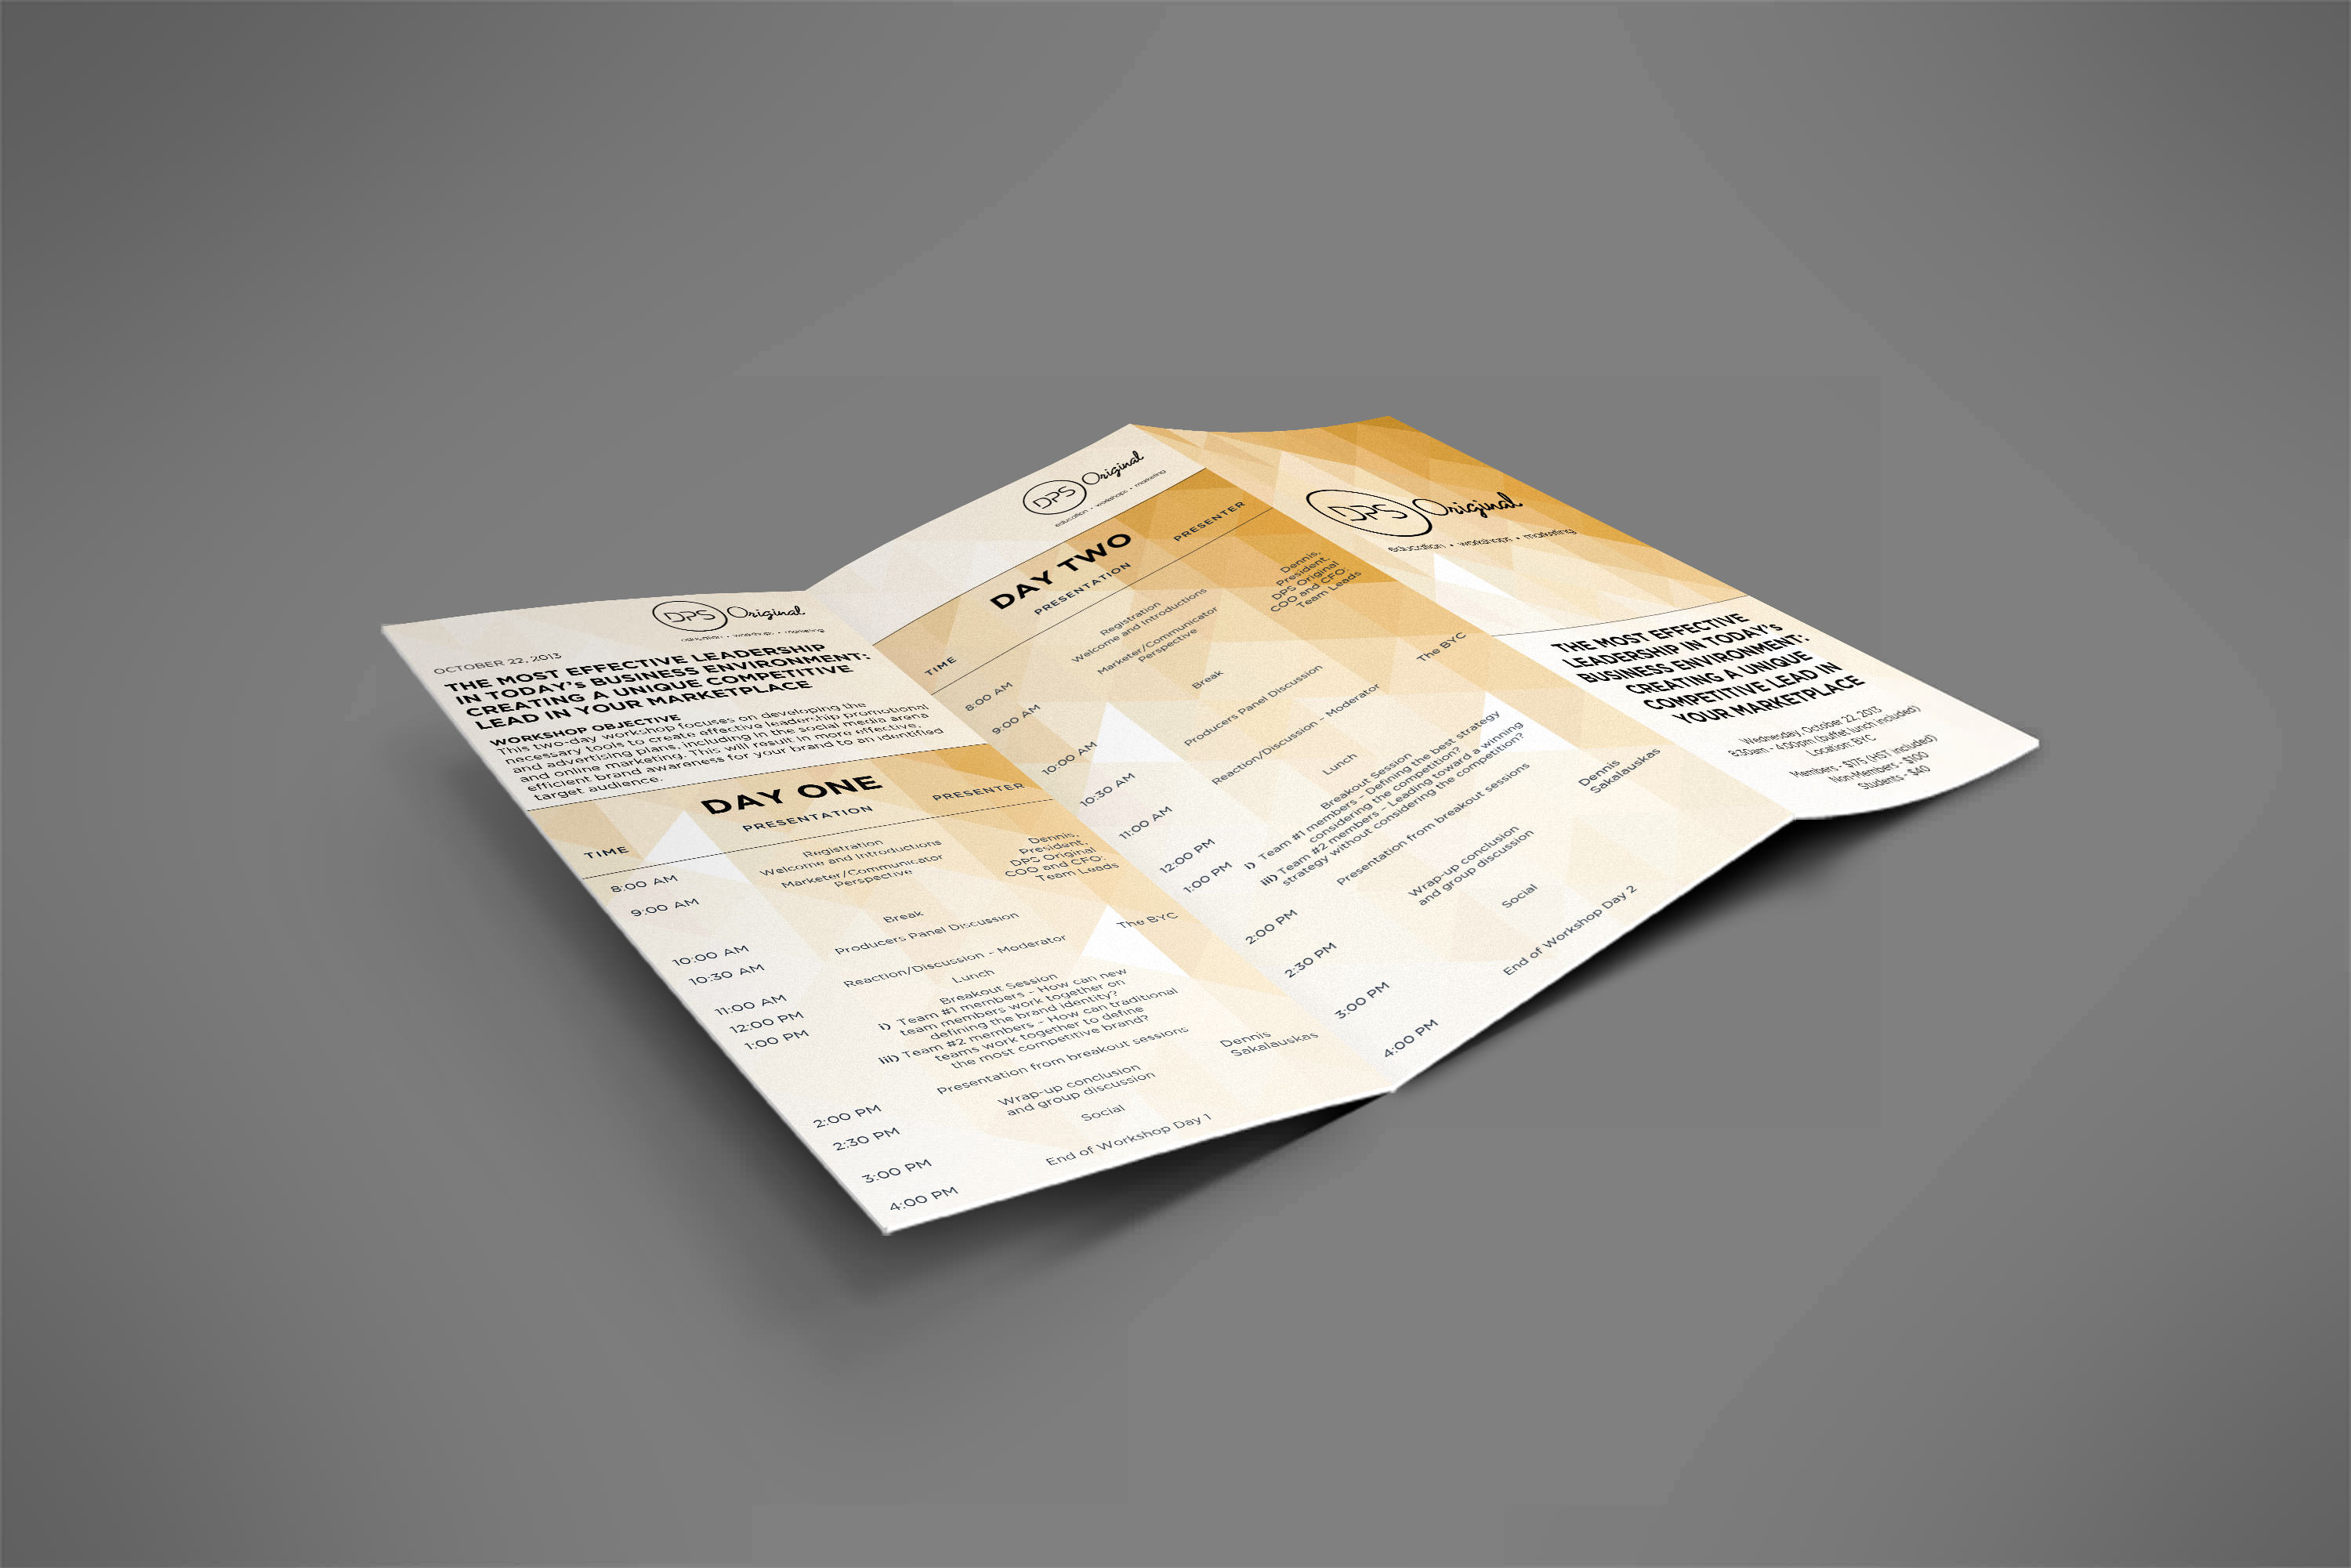 DPS Original
education • workshops • marketing
OCTOBER 22, 2013
THE MOST EFFECTIVE LEADERSHIP
IN TODAY'S BUSINESS ENVIRONMENT:
CREATING A UNIQUE COMPETITIVE
LEAD IN YOUR MARKETPLACE
WORKSHOP OBJECTIVE
This two-day workshop focuses on developing the
necessary tools to create effective leadership promotional
and advertising plans, including in the social media arena
and online marketing. This will result in more effective,
efficient brand awareness for your brand to an identified
target audience.
DAY ONE
TIME PRESENTATION PRESENTER
8:00 AM Registration
Welcome and Introductions
Dennis,
President,
DPS Original
COO and CFO:
Team Leads
9:00 AM Marketer/Communicator
Perspective
10:00 AM Break
10:30 AM Producers Panel Discussion
The BYC
11:00 AM Reaction/Discussion - Moderator
12:00 PM Lunch
1:00 PM Breakout Session
i) Team #1 members - How can new
team members work together on
defining the brand identity?
iii) Team #2 members - How can traditional
teams work together to define
the most competitive brand?
2:00 PM Presentation from breakout sessions
Dennis
Sakalauskas
2:30 PM Wrap-up conclusion
and group discussion
3:00 PM Social
4:00 PM End of Workshop Day 1
DPS Original
education • workshops • marketing
DAY TWO
TIME PRESENTATION PRESENTER
8:00 AM Registration
Welcome and Introductions
Dennis,
President,
DPS Original
COO and CFO:
Team Leads
9:00 AM Marketer/Communicator
Perspective
10:00 AM Break
10:30 AM Producers Panel Discussion
The BYC
11:00 AM Reaction/Discussion - Moderator
12:00 PM Lunch
1:00 PM Breakout Session
i) Team #1 members - Defining the best strategy
considering the competition?
iii) Team #2 members - Leading toward a winning
strategy without considering the competition?
2:00 PM Presentation from breakout sessions
Dennis
Sakalauskas
2:30 PM Wrap-up conclusion
and group discussion
3:00 PM Social
4:00 PM End of Workshop Day 2
DPS Original
education • workshops • marketing
THE MOST EFFECTIVE
LEADERSHIP IN TODAY'S
BUSINESS ENVIRONMENT:
CREATING A UNIQUE
COMPETITIVE LEAD IN
YOUR MARKETPLACE
Wednesday, October 22, 2013
8:30am - 4:00pm (buffet lunch included)
Location: BYC
Members - $175 (HST included)
Non-Members - $100
Students - $40